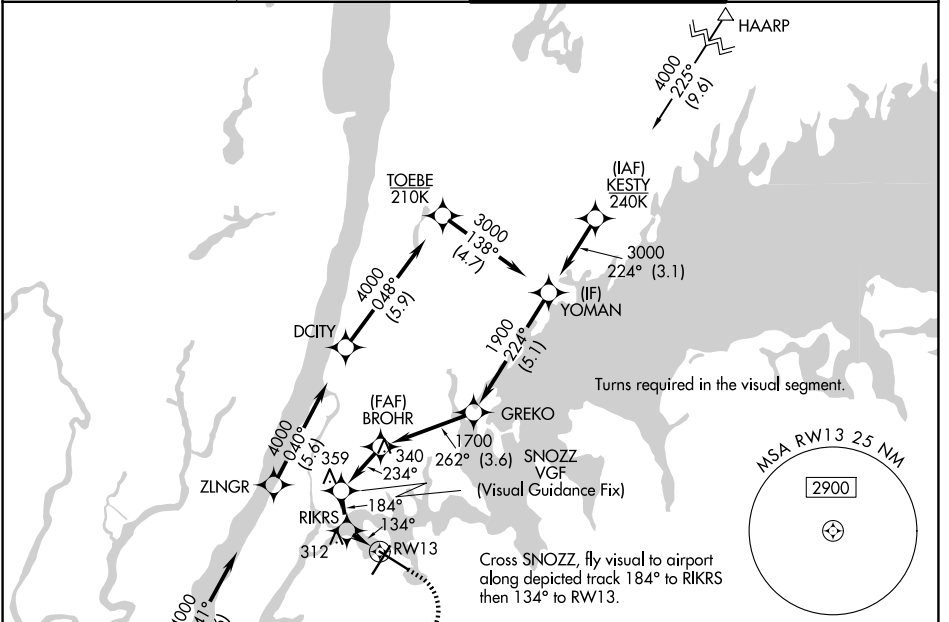 HAARP
4000
225°
(9.6)
(IAF)
KESTY
240K
TOEBE
210K
3000
138°
(4.7)
3000
224° (3.1)
(IF)
YOMAN
4000
048°
(5.9)
DCITY
1900
224°
(5.1)
Turns required in the visual segment.
GREKO
(FAF)
BROHR
340
1700
262° (3.6)
234°
359
SNOZZ
VGF
(Visual Guidance Fix)
4000
040°
(5.6)
ZLNGR
184°
RIKRS
134°
312
RW13
MSA RW13 25 NM
2900
Cross SNOZZ, fly visual to airport
along depicted track 184° to RIKRS
then 134° to RW13.